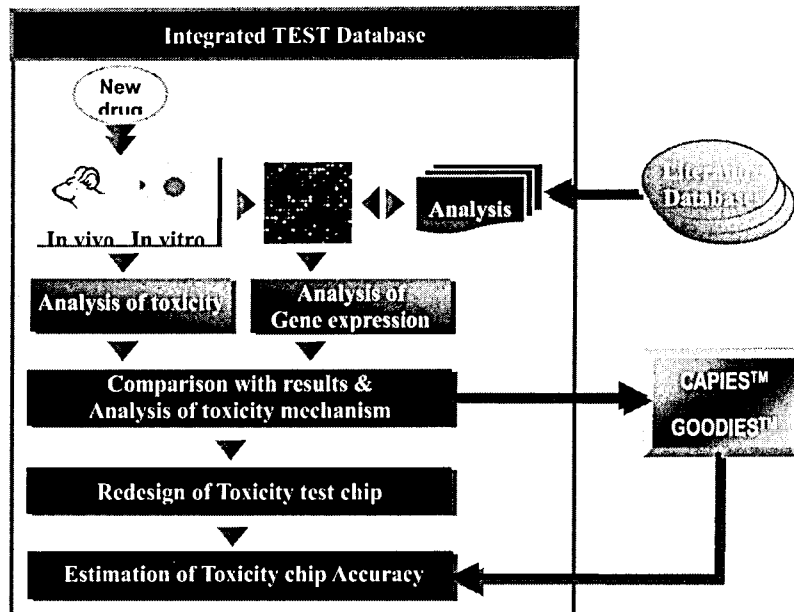 Integrated TEST Database
New
drug
In vivo In vitro
Analysis
Literature
Database
Analysis of toxicity
Analysis of
Gene expression
Comparison with results &
Analysis of toxicity mechanism
CAPIES™
GOODIES™
Redesign of Toxicity test chip
Estimation of Toxicity chip Accuracy